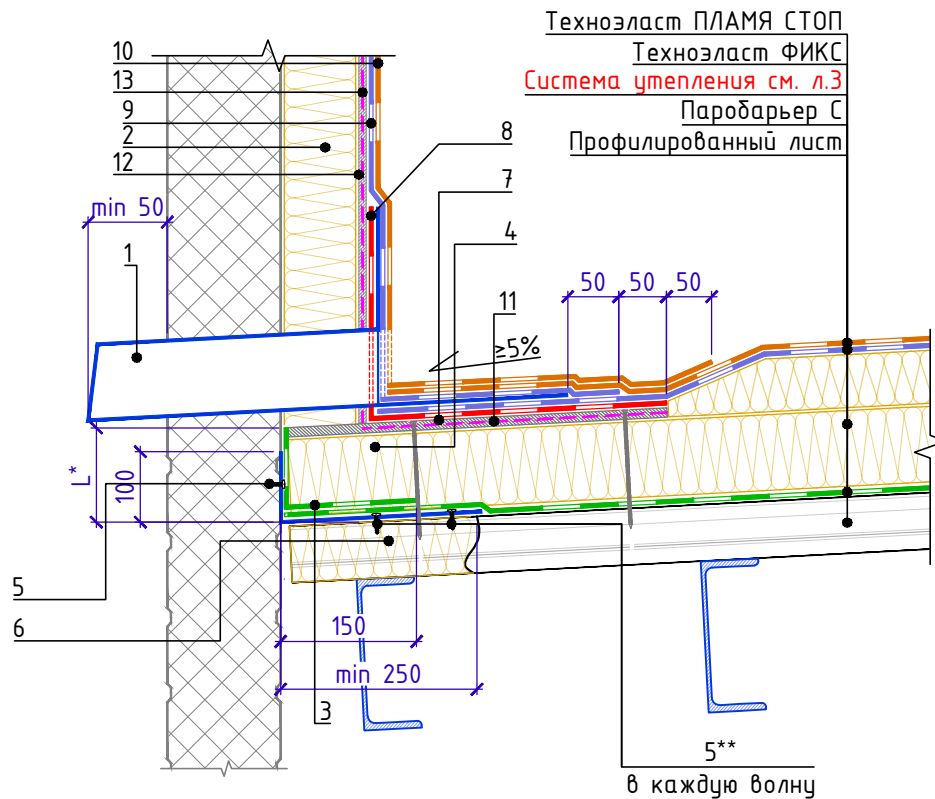 Техноэласт ПЛАМЯ СТОП
Техноэласт ФИКС
Система утепления см. л.3
Паробарьер С
Профилированный лист
10
13
9
2
12
8
7
4
min 50
1
50 50 50
11
≥5%
L*
100
5
6
150
min 250
3
5**
в каждую волну